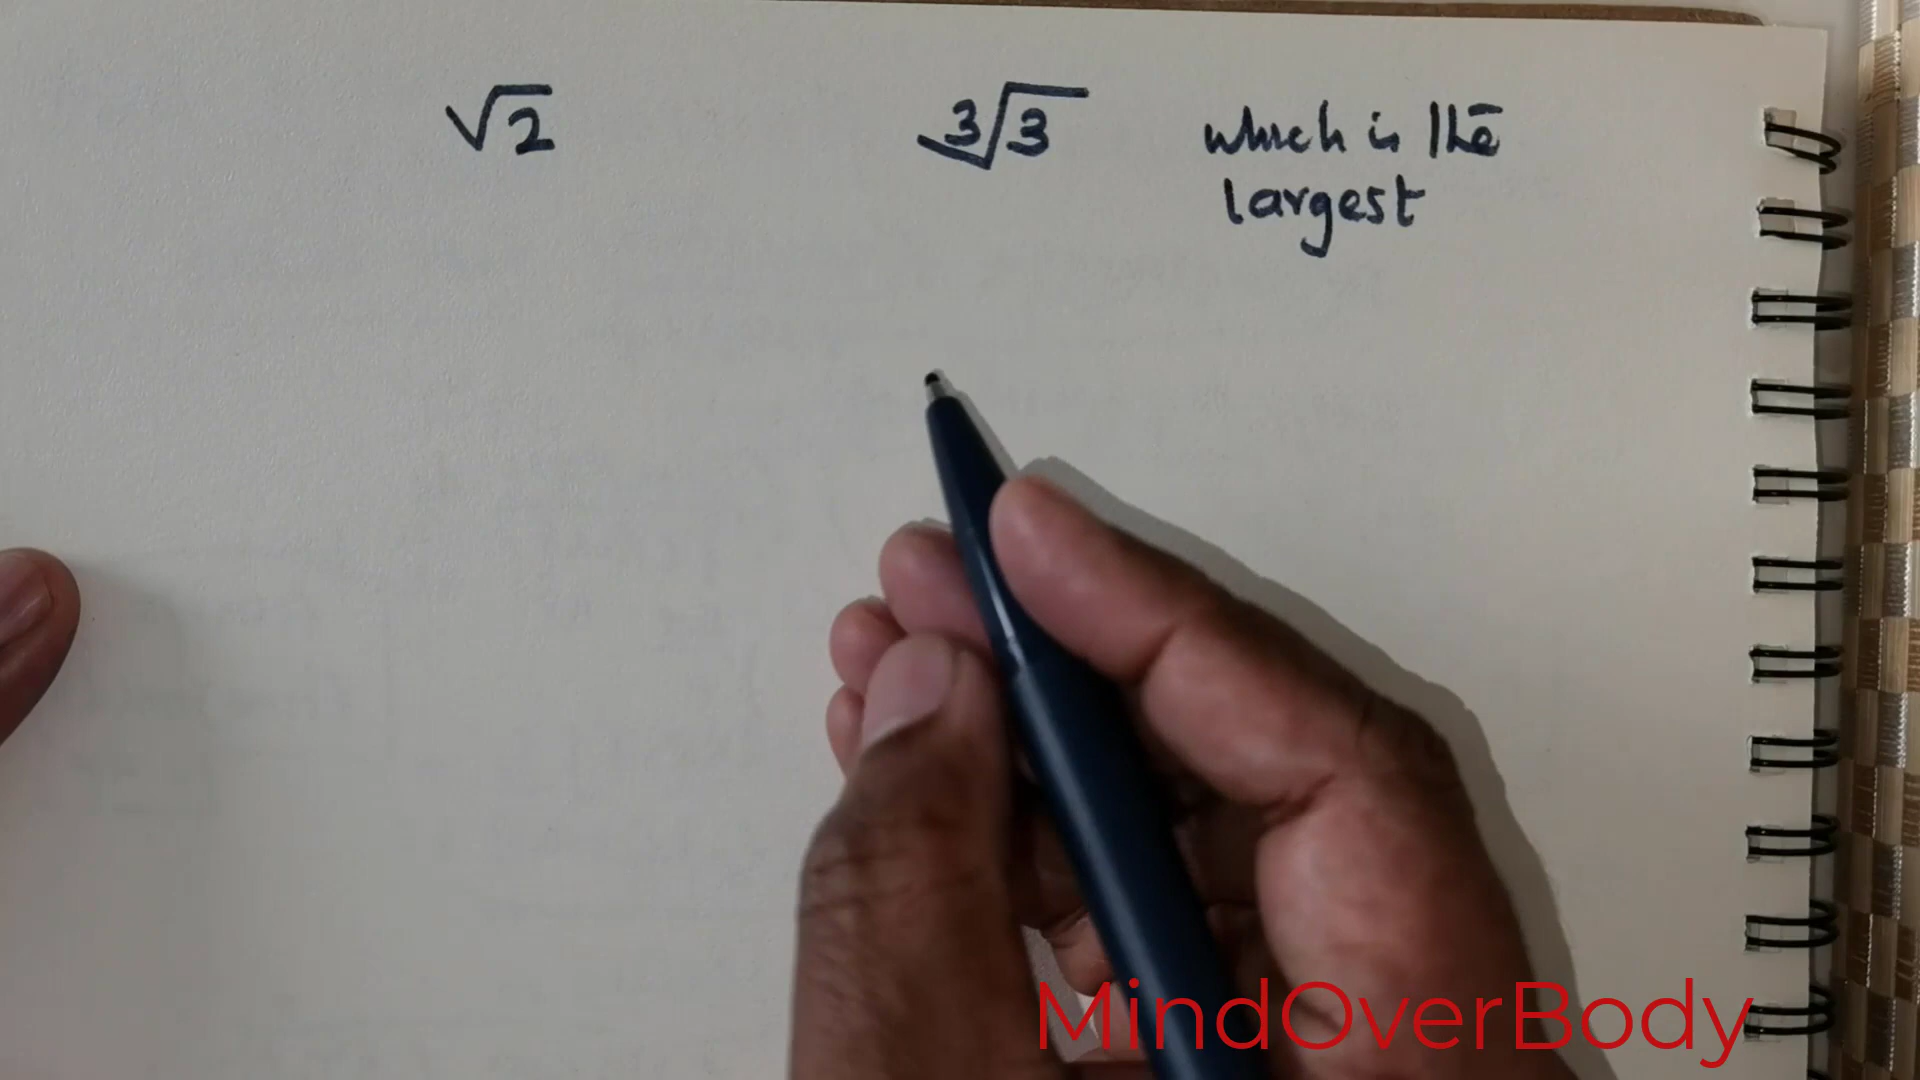 √2 ∛3 which is the
largest
MindOverBody